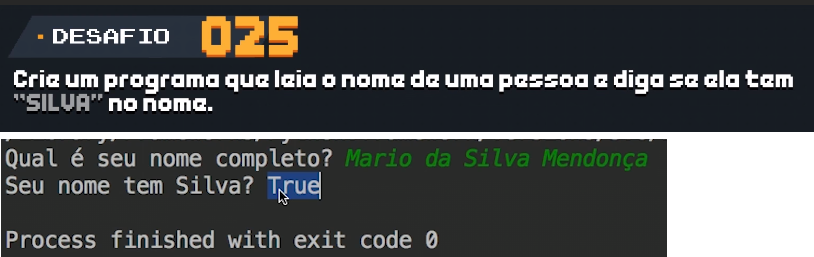 DESAFIO 025
Crie um programa que leia o nome de uma pessoa e diga se ela tem
"SILVA" no nome.
Qual é seu nome completo? Mario da Silva Mendonça
Seu nome tem Silva? True
Process finished with exit code 0